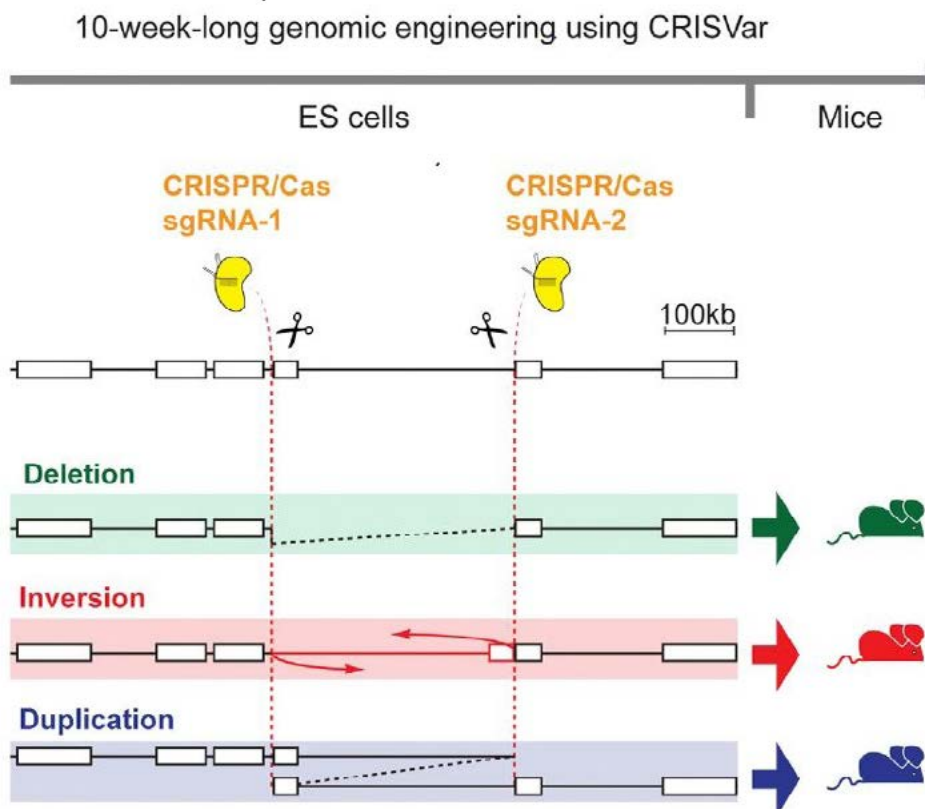 10-week-long genomic engineering using CRISVar
ES cells
Mice
CRISPR/Cas
sgRNA-1
CRISPR/Cas
sgRNA-2
100kb
Deletion
Inversion
Duplication